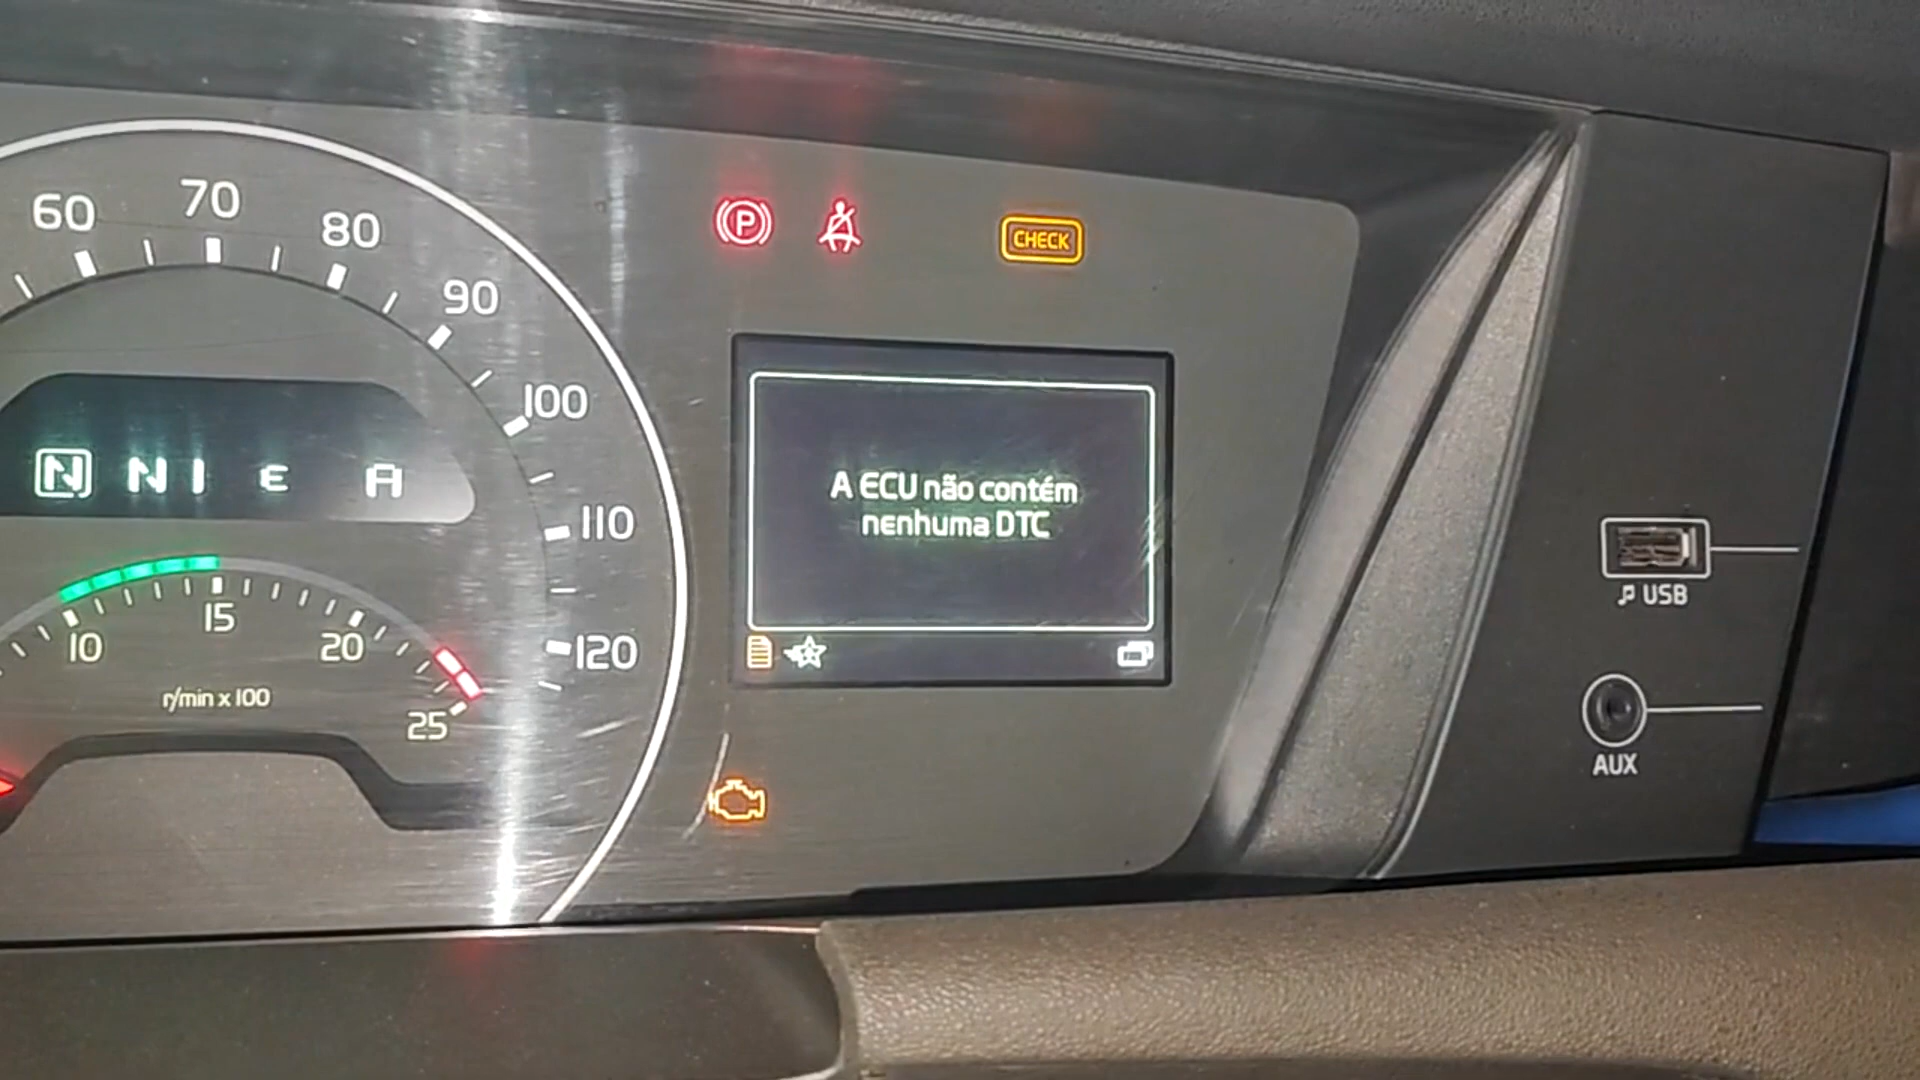 60
70
80
90
100
110
120
N N I E A
10
15
20
25
r/min x 100
P
CHECK
A ECU não contém
nenhuma DTC
USB
AUX